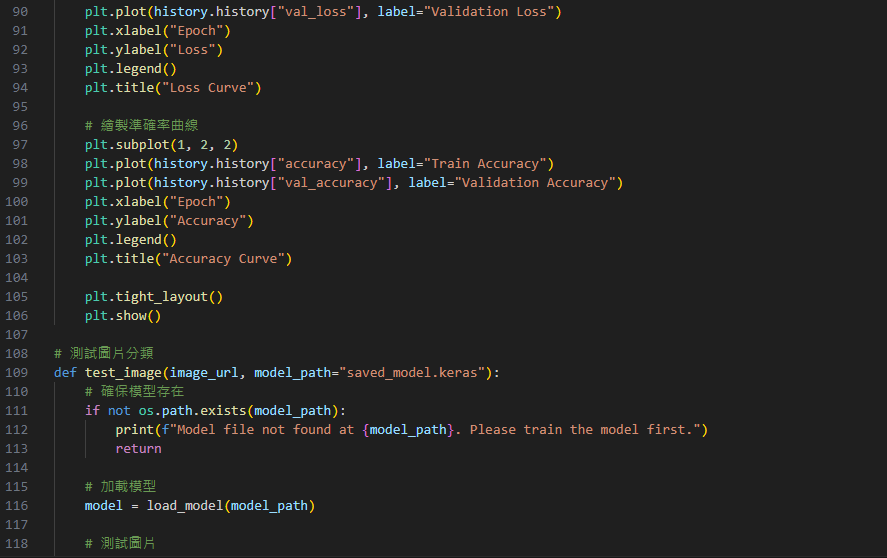 90 plt.plot(history.history["val_loss"], label="Validation Loss")
91 plt.xlabel("Epoch")
92 plt.ylabel("Loss")
93 plt.legend()
94 plt.title("Loss Curve")
95
96 # 繪製準確率曲線
97 plt.subplot(1, 2, 2)
98 plt.plot(history.history["accuracy"], label="Train Accuracy")
99 plt.plot(history.history["val_accuracy"], label="Validation Accuracy")
100 plt.xlabel("Epoch")
101 plt.ylabel("Accuracy")
102 plt.legend()
103 plt.title("Accuracy Curve")
104
105 plt.tight_layout()
106 plt.show()
107
108 # 測試圖片分類
109 def test_image(image_url, model_path="saved_model.keras"):
110 # 確保模型存在
111 if not os.path.exists(model_path):
112 print(f"Model file not found at {model_path}. Please train the model first.")
113 return
114
115 # 加載模型
116 model = load_model(model_path)
117
118 # 測試圖片